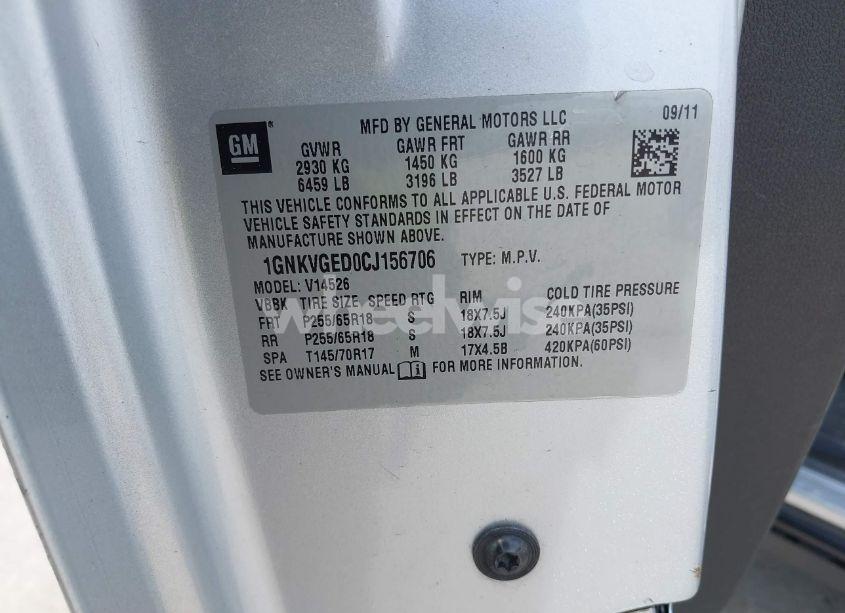 GM
MFD BY GENERAL MOTORS LLC 09/11
GVWR GAWR FRT GAWR RR
2930 KG 1450 KG 1600 KG
6459 LB 3196 LB 3527 LB
THIS VEHICLE CONFORMS TO ALL APPLICABLE U.S. FEDERAL MOTOR
VEHICLE SAFETY STANDARDS IN EFFECT ON THE DATE OF
MANUFACTURE SHOWN ABOVE.
1GNKVGED0CJ156706 TYPE: M.P.V.
MODEL: V14526
VBBK TIRE SIZE SPEED RTG RIM COLD TIRE PRESSURE
FRT P255/65R18 S 18X7.5J 240KPA(35PSI)
RR P255/65R18 S 18X7.5J 240KPA(35PSI)
SPA T145/70R17 M 17X4.5B 420KPA(60PSI)
SEE OWNER'S MANUAL FOR MORE INFORMATION.
wheelwise